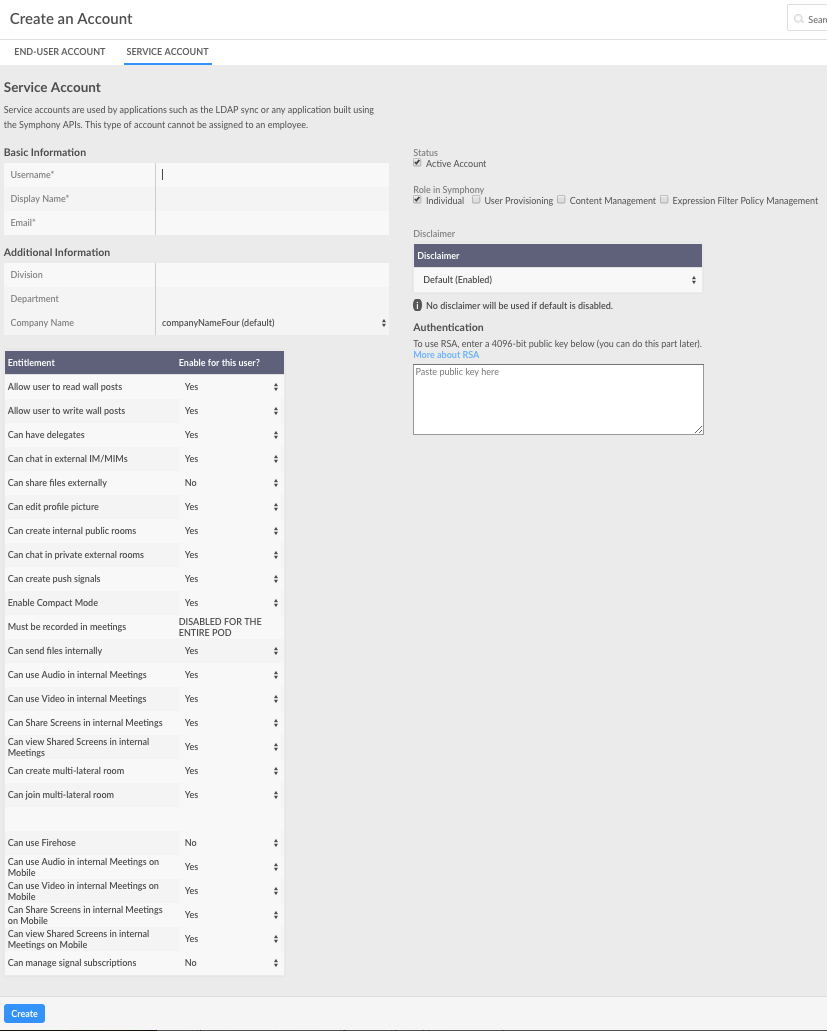 Create an Account
Sear
END-USER ACCOUNT SERVICE ACCOUNT
Service Account
Service accounts are used by applications such as the LDAP sync or any application built using
the Symphony APIs. This type of account cannot be assigned to an employee.
Basic Information
Username*
Display Name*
Email*
Additional Information
Division
Department
Company Name companyNameFour (default)
Entitlement Enable for this user?
Allow user to read wall posts Yes
Allow user to write wall posts Yes
Can have delegates Yes
Can chat in external IM/MIMs Yes
Can share files externally No
Can edit profile picture Yes
Can create internal public rooms Yes
Can chat in private external rooms Yes
Can create push signals Yes
Enable Compact Mode Yes
Must be recorded in meetings DISABLED FOR THE
ENTIRE POD
Can send files internally Yes
Can use Audio in internal Meetings Yes
Can use Video in internal Meetings Yes
Can Share Screens in internal Meetings Yes
Can view Shared Screens in internal
Meetings Yes
Can create multi-lateral room Yes
Can join multi-lateral room Yes
Can use Firehose No
Can use Audio in internal Meetings on
Mobile Yes
Can use Video in internal Meetings on
Mobile Yes
Can Share Screens in internal Meetings
on Mobile Yes
Can view Shared Screens in internal
Meetings on Mobile Yes
Can manage signal subscriptions No
Status
Active Account
Role in Symphony
Individual User Provisioning Content Management Expression Filter Policy Management
Disclaimer
Disclaimer
Default (Enabled)
i No disclaimer will be used if default is disabled.
Authentication
To use RSA, enter a 4096-bit public key below (you can do this part later).
More about RSA
Paste public key here
Create